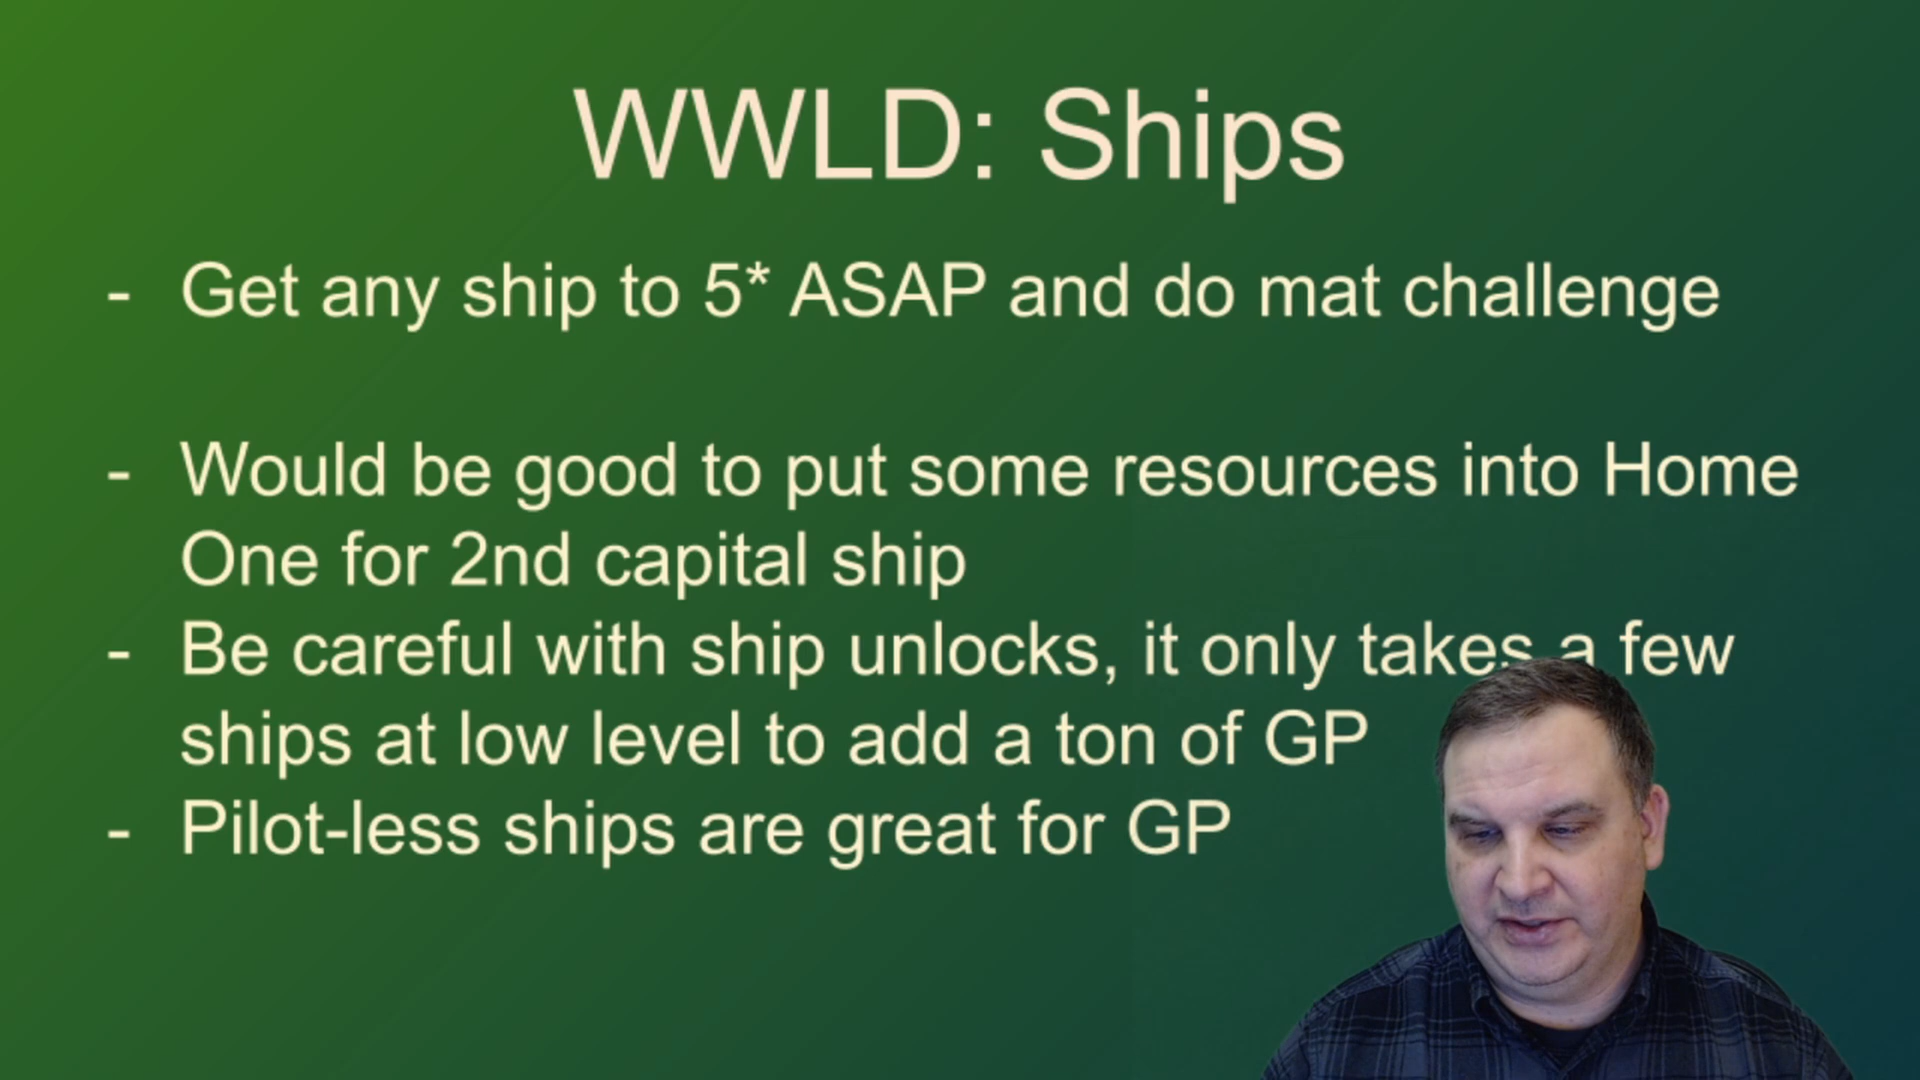 WWLD: Ships
- Get any ship to 5* ASAP and do mat challenge
- Would be good to put some resources into Home
One for 2nd capital ship
- Be careful with ship unlocks, it only takes a few
ships at low level to add a ton of GP
- Pilot-less ships are great for GP